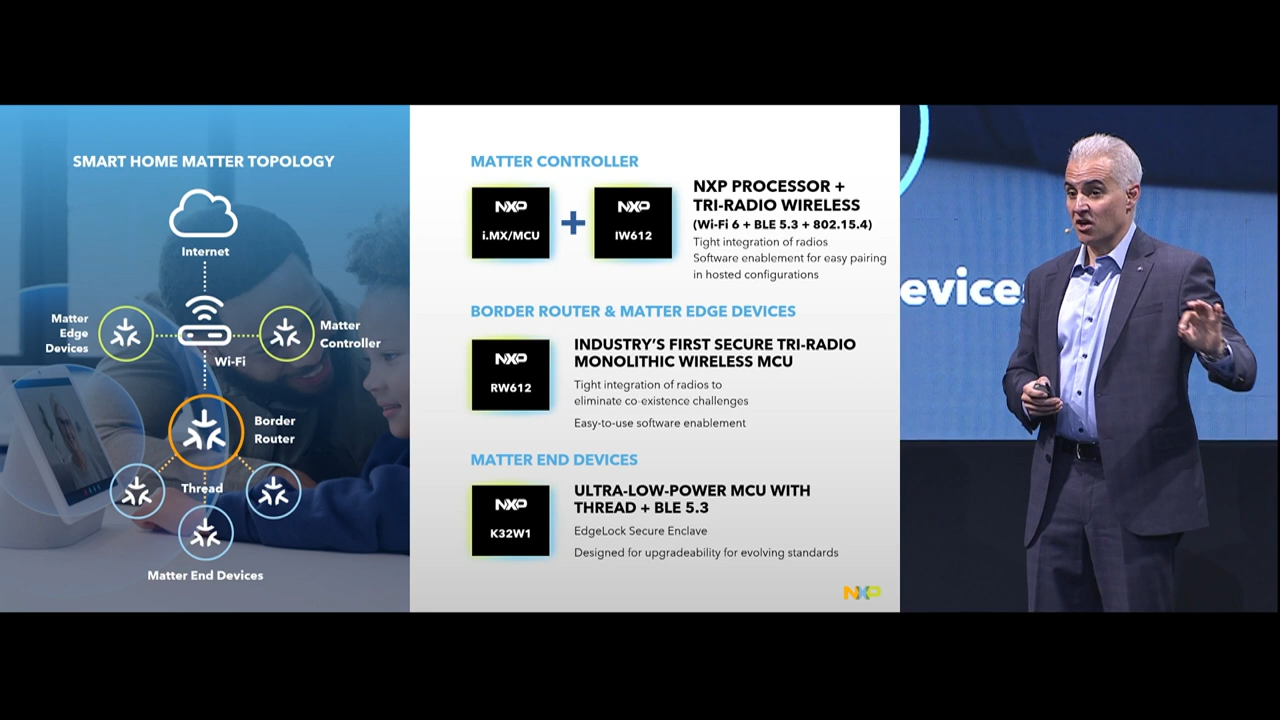 SMART HOME MATTER TOPOLOGY
Internet
Matter
Edge
Devices
Matter
Controller
Wi-Fi
Border
Router
Thread
Matter End Devices
MATTER CONTROLLER
NXP
i.MX/MCU
+
NXP
IW612
NXP PROCESSOR +
TRI-RADIO WIRELESS
(Wi-Fi 6 + BLE 5.3 + 802.15.4)
Tight integration of radios
Software enablement for easy pairing
in hosted configurations
BORDER ROUTER & MATTER EDGE DEVICES
NXP
RW612
INDUSTRY'S FIRST SECURE TRI-RADIO
MONOLITHIC WIRELESS MCU
Tight integration of radios to
eliminate co-existence challenges
Easy-to-use software enablement
MATTER END DEVICES
NXP
K32W1
ULTRA-LOW-POWER MCU WITH
THREAD + BLE 5.3
EdgeLock Secure Enclave
Designed for upgradeability for evolving standards
NXP
evice